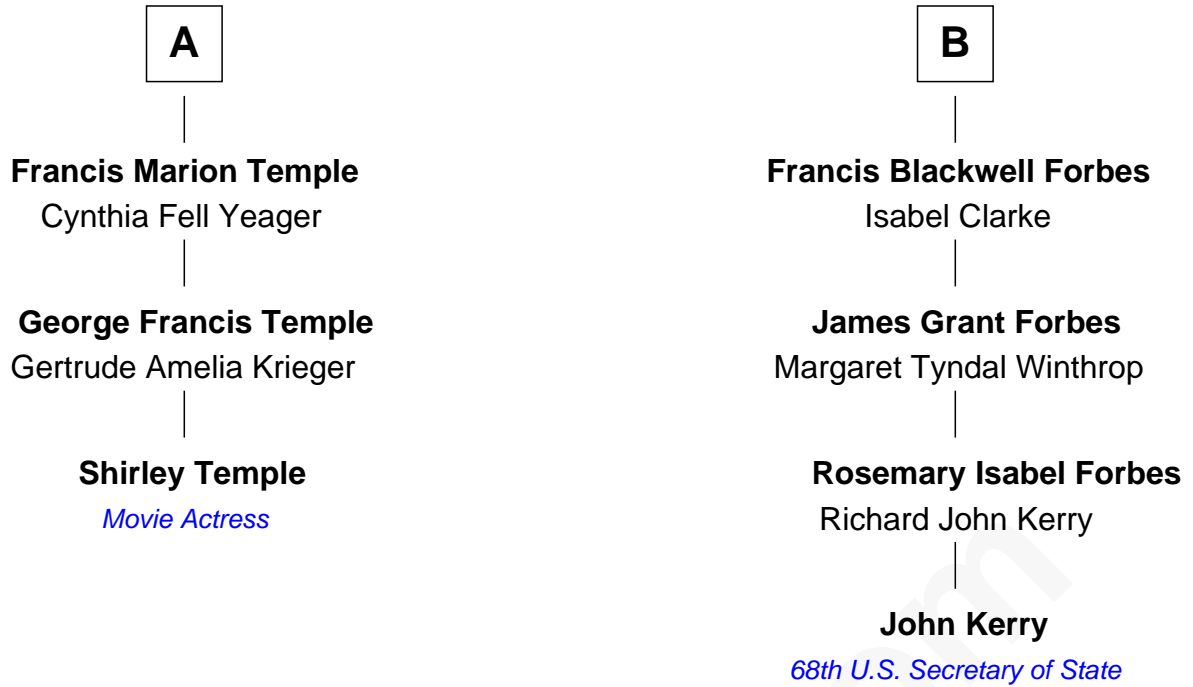 A
Francis Marion Temple
Cynthia Fell Yeager
George Francis Temple
Gertrude Amelia Krieger
Shirley Temple
Movie Actress
B
Francis Blackwell Forbes
Isabel Clarke
James Grant Forbes
Margaret Tyndal Winthrop
Rosemary Isabel Forbes
Richard John Kerry
John Kerry
68th U.S. Secretary of State